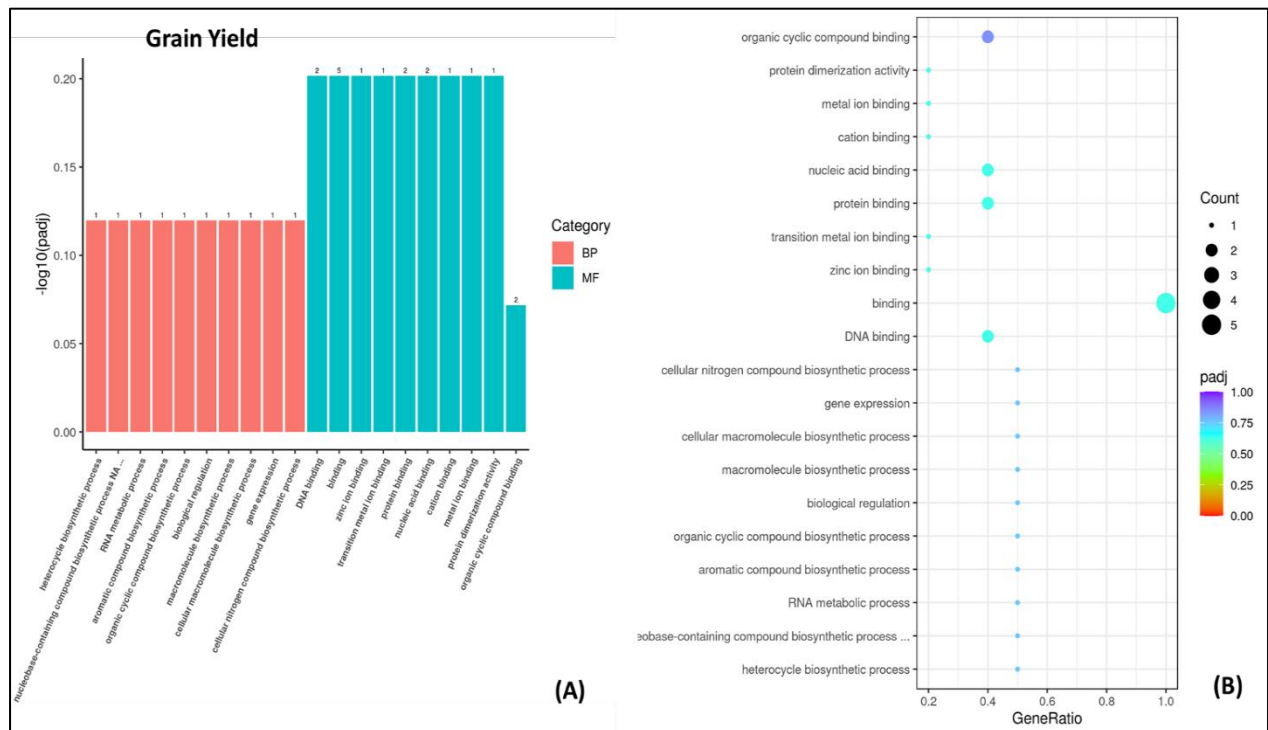 Grain Yield
-log10(padj)
0.20
0.15
0.10
0.05
0.00
1 1 1 1 1 1 1 1 1 1 2 5 1 1 2 2 1 1 1 2
heterocycle biosynthetic process
nucleobase-containing compound biosynthetic process NA ...
RNA metabolic process
aromatic compound biosynthetic process
organic cyclic compound biosynthetic process
biological regulation
macromolecule biosynthetic process
cellular macromolecule biosynthetic process
gene expression
cellular nitrogen compound biosynthetic process
DNA binding
binding
zinc ion binding
transition metal ion binding
protein binding
nucleic acid binding
cation binding
metal ion binding
protein dimerization activity
organic cyclic compound binding
Category
BP
MF
(A)
organic cyclic compound binding
protein dimerization activity
metal ion binding
cation binding
nucleic acid binding
protein binding
transition metal ion binding
zinc ion binding
binding
DNA binding
cellular nitrogen compound biosynthetic process
gene expression
cellular macromolecule biosynthetic process
macromolecule biosynthetic process
biological regulation
organic cyclic compound biosynthetic process
aromatic compound biosynthetic process
RNA metabolic process
eobase-containing compound biosynthetic process ...
heterocycle biosynthetic process
0.2 0.4 0.6 0.8 1.0
GeneRatio
Count
1
2
3
4
5
padj
1.00
0.75
0.50
0.25
0.00
(B)